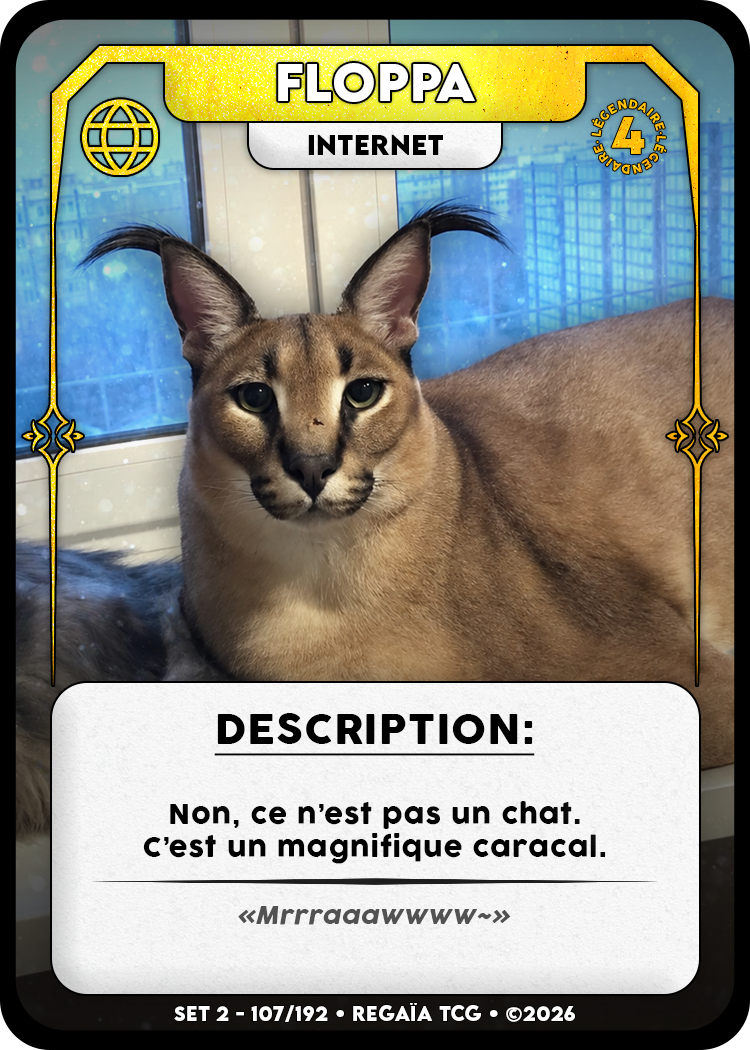 FLOPPA
INTERNET
LÉGENDAIRE•LÉGENDAIRE•
4
DESCRIPTION:
Non, ce n’est pas un chat.
C’est un magnifique caracal.
«Mrrraaawwww~»
SET 2 - 107/192 • REGAÏA TCG • ©2026